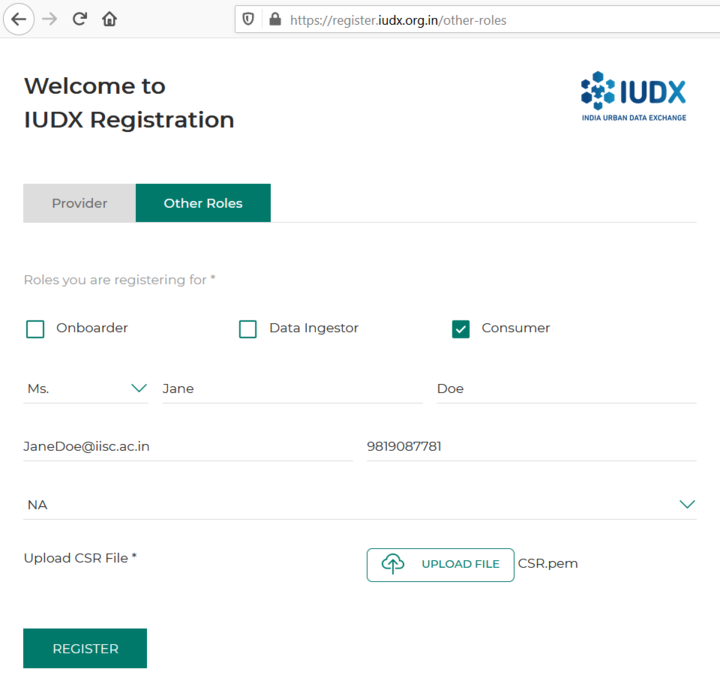 https://register.iudx.org.in/other-roles
Welcome to
IUDX Registration
IUDX
INDIA URBAN DATA EXCHANGE
Provider Other Roles
Roles you are registering for *
Onboarder Data Ingestor Consumer
Ms. Jane Doe
JaneDoe@iisc.ac.in 9819087781
NA
Upload CSR File * UPLOAD FILE CSR.pem
REGISTER